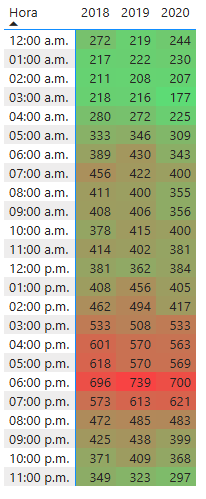 Hora 2018 2019 2020
12:00 a.m. 272 219 244
01:00 a.m. 217 222 230
02:00 a.m. 211 208 207
03:00 a.m. 218 216 177
04:00 a.m. 280 272 225
05:00 a.m. 333 346 309
06:00 a.m. 389 430 343
07:00 a.m. 456 422 400
08:00 a.m. 411 400 355
09:00 a.m. 408 406 356
10:00 a.m. 378 415 400
11:00 a.m. 414 402 381
12:00 p.m. 381 362 384
01:00 p.m. 408 456 405
02:00 p.m. 462 494 417
03:00 p.m. 533 508 533
04:00 p.m. 601 570 563
05:00 p.m. 618 570 569
06:00 p.m. 696 739 700
07:00 p.m. 573 613 621
08:00 p.m. 472 485 483
09:00 p.m. 425 438 399
10:00 p.m. 371 409 368
11:00 p.m. 349 323 297